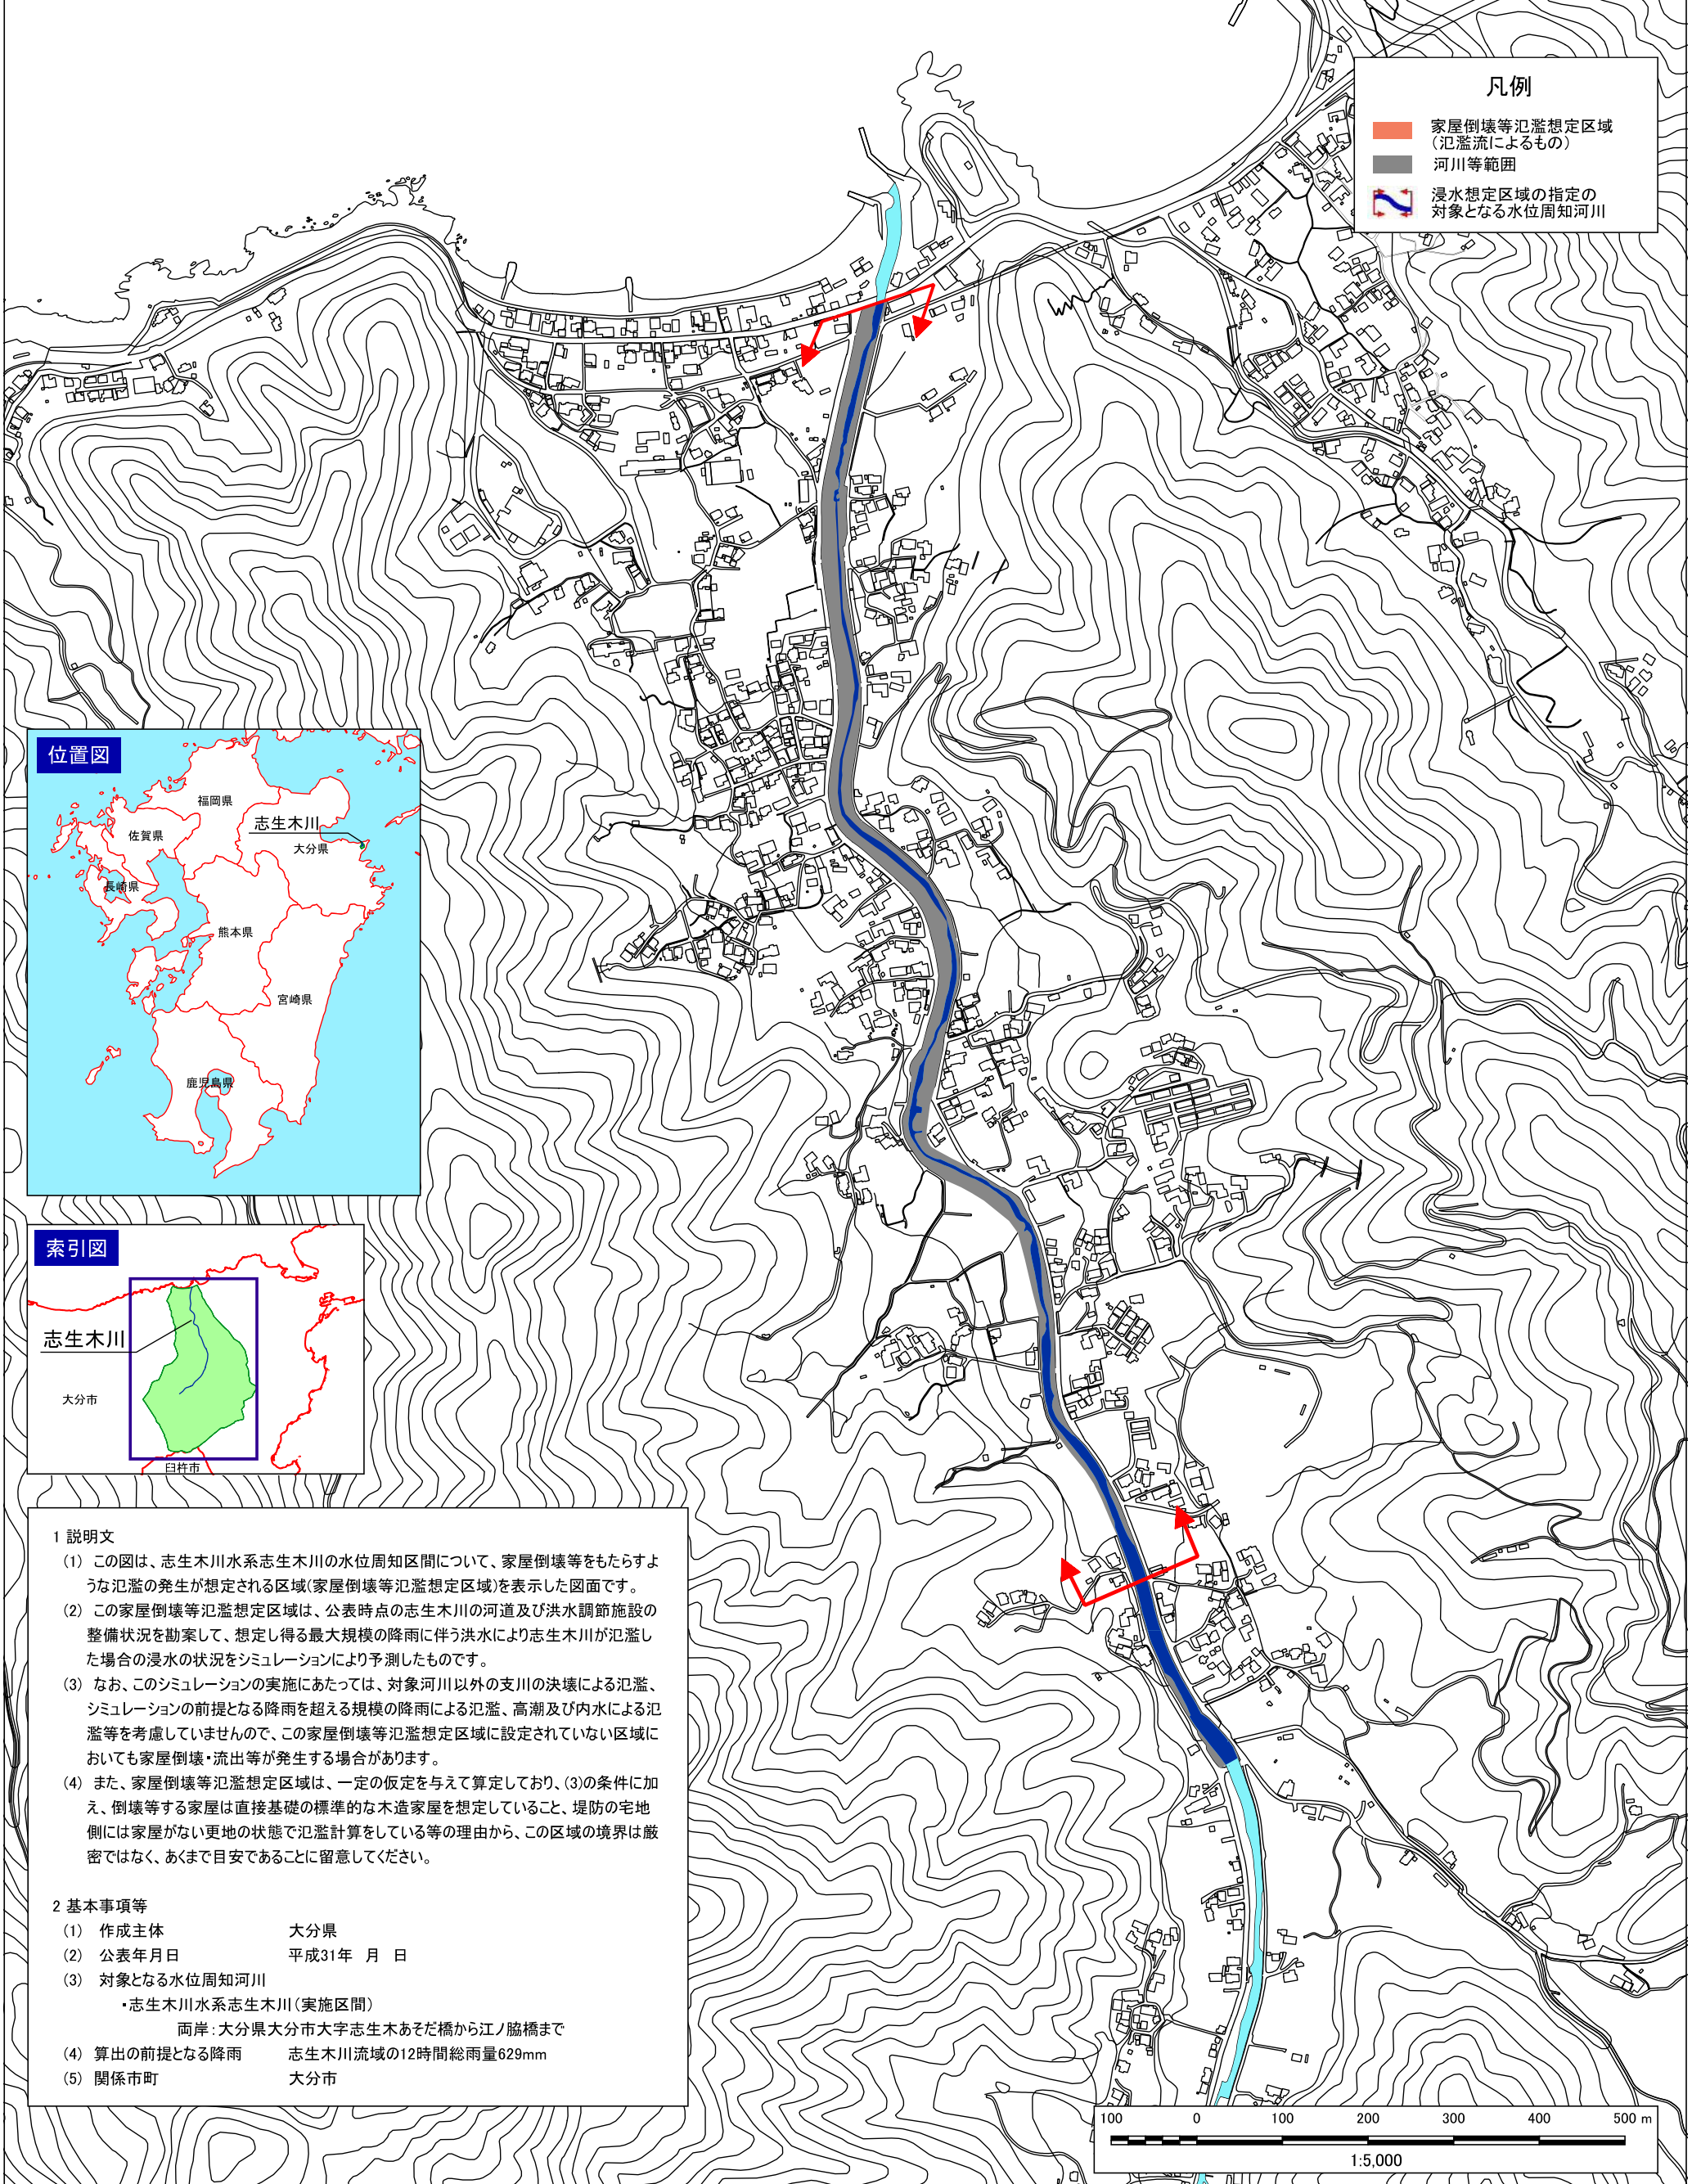 凡例
家屋倒壊等氾濫想定区域
（氾濫流によるもの）
河川等範囲
浸水想定区域の指定の
対象となる水位周知河川
位置図
福岡県
志生木川
佐賀県
大分県
長崎県
熊本県
宮崎県
鹿児島県
索引図
志生木川
大分市
臼杵市
1 説明文
(1) この図は、志生木川水系志生木川の水位周知区間について、家屋倒壊等をもたらすよ
うな氾濫の発生が想定される区域(家屋倒壊等氾濫想定区域)を表示した図面です。
(2) この家屋倒壊等氾濫想定区域は、公表時点の志生木川の河道及び洪水調節施設の
整備状況を勘案して、想定し得る最大規模の降雨に伴う洪水により志生木川が氾濫し
た場合の浸水の状況をシミュレーションにより予測したものです。
(3) なお、このシミュレーションの実施にあたっては、対象河川以外の支川の決壊による氾濫、
シミュレーションの前提となる降雨を超える規模の降雨による氾濫、高潮及び内水による氾
濫等を考慮していませんので、この家屋倒壊等氾濫想定区域に設定されていない区域に
おいても家屋倒壊・流出等が発生する場合があります。
(4) また、家屋倒壊等氾濫想定区域は、一定の仮定を与えて算定しており、(3)の条件に加
え、倒壊等する家屋は直接基礎の標準的な木造家屋を想定していること、堤防の宅地
側には家屋がない更地の状態で氾濫計算をしている等の理由から、この区域の境界は厳
密ではなく、あくまで目安であることに留意してください。
2 基本事項等
(1) 作成主体 大分県
(2) 公表年月日 平成31年 月 日
(3) 対象となる水位周知河川
・志生木川水系志生木川(実施区間)
両岸：大分県大分市大字志生木あそだ橋から江ノ脇橋まで
(4) 算出の前提となる降雨 志生木川流域の12時間総雨量629mm
(5) 関係市町 大分市
100 0 100 200 300 400 500 m
1:5,000